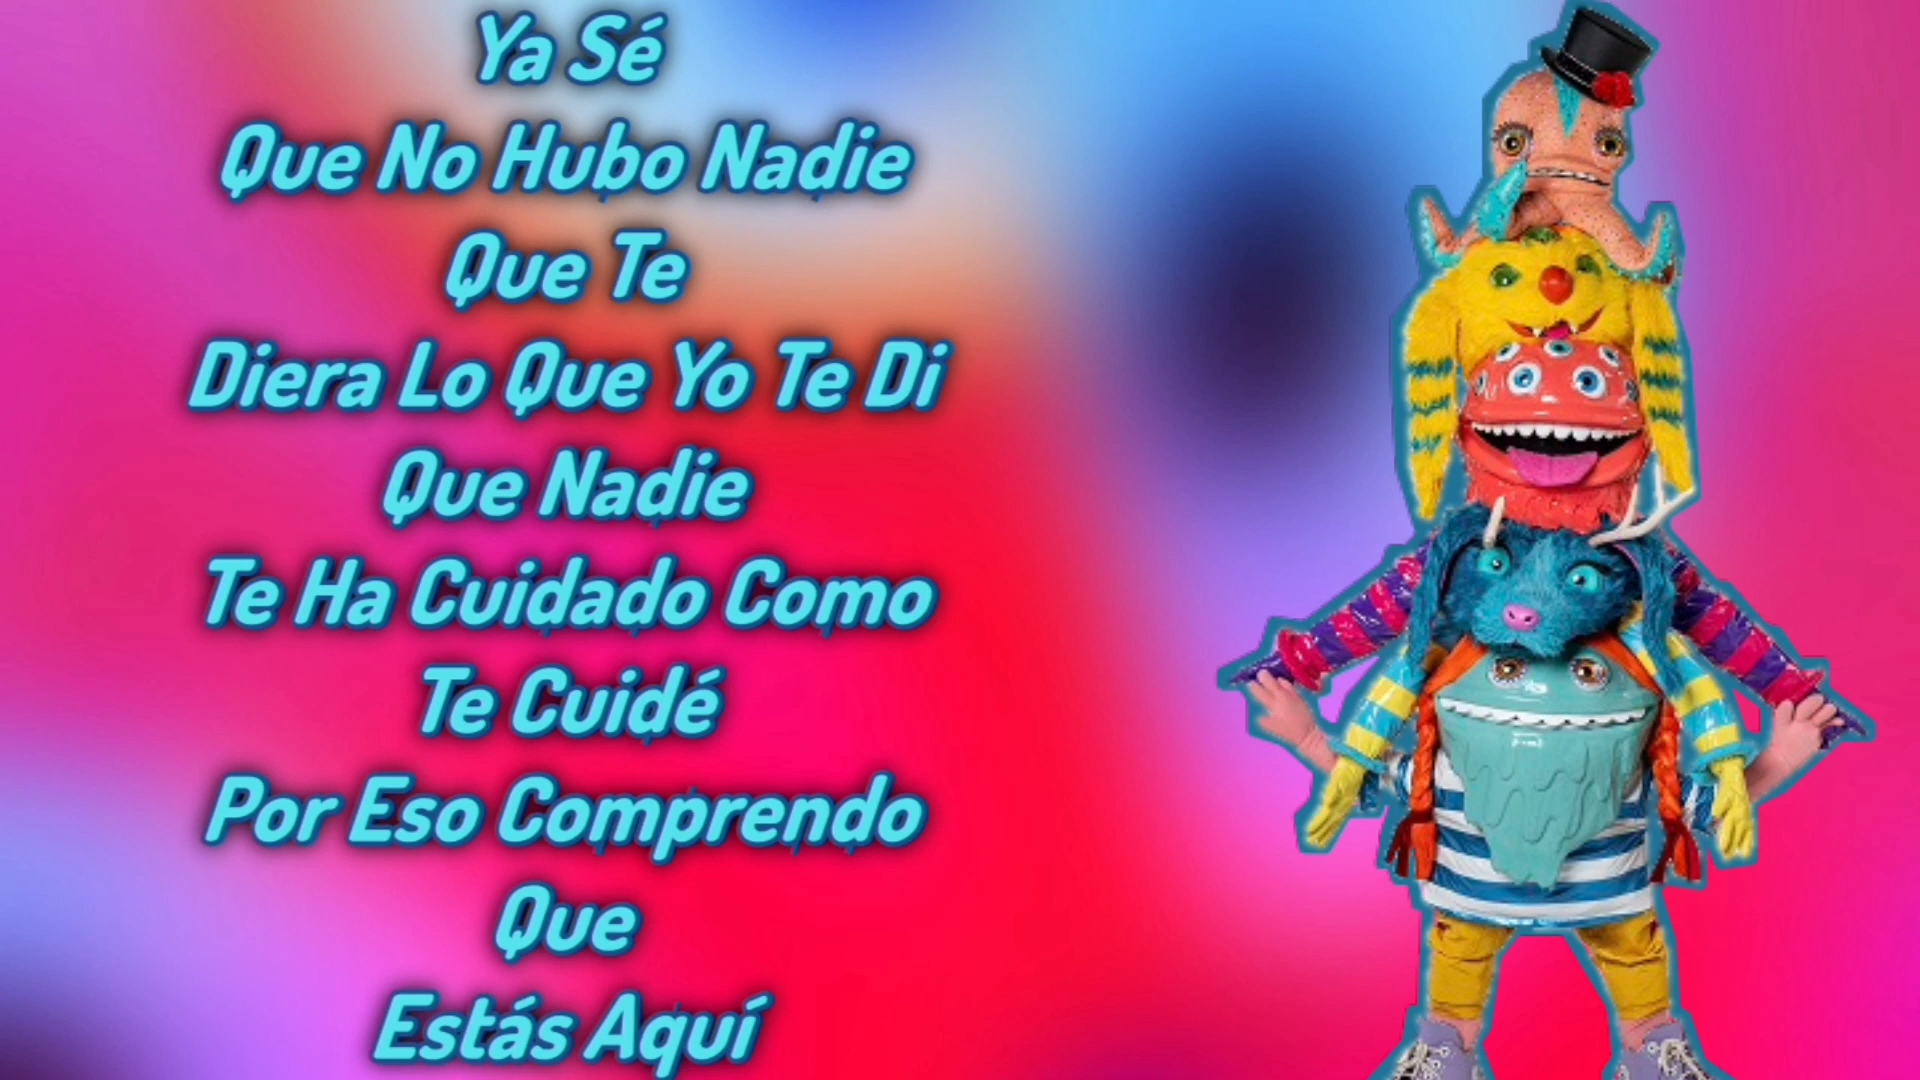 Ya Sé
Que No Hubo Nadie
Que Te
Diera Lo Que Yo Te Di
Que Nadie
Te Ha Cuidado Como
Te Cuidé
Por Eso Comprendo
Que
Estás Aquí